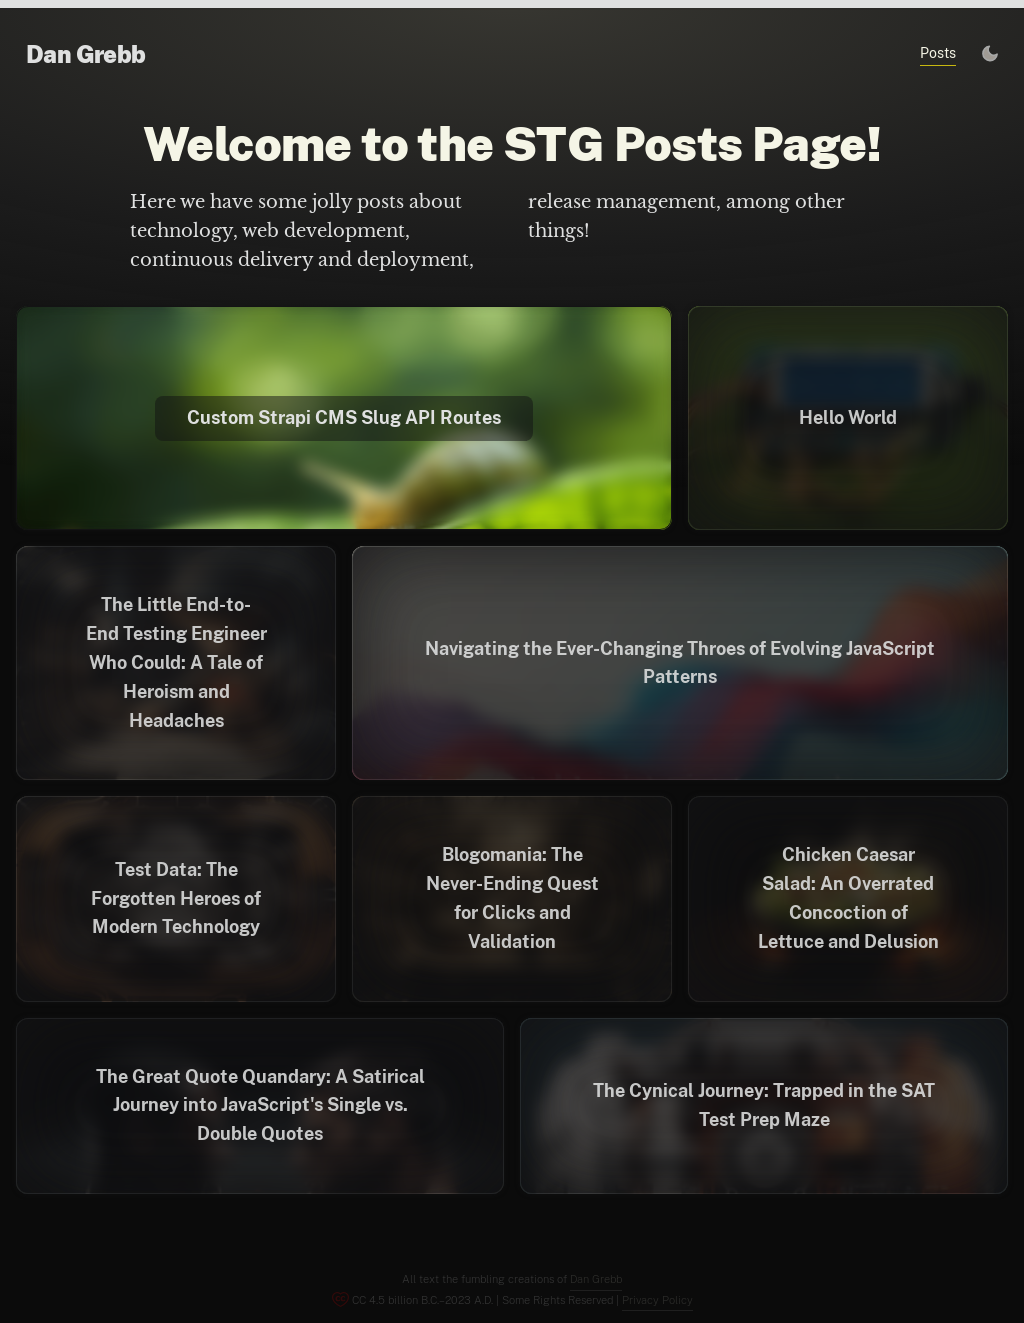 Dan Grebb
Posts
Welcome to the STG Posts Page!
Here we have some jolly posts about
technology, web development,
continuous delivery and deployment,
release management, among other
things!
Custom Strapi CMS Slug API Routes
Hello World
The Little End-to-
End Testing Engineer
Who Could: A Tale of
Heroism and
Headaches
Navigating the Ever-Changing Throes of Evolving JavaScript
Patterns
Test Data: The
Forgotten Heroes of
Modern Technology
Blogomania: The
Never-Ending Quest
for Clicks and
Validation
Chicken Caesar
Salad: An Overrated
Concoction of
Lettuce and Delusion
The Great Quote Quandary: A Satirical
Journey into JavaScript's Single vs.
Double Quotes
The Cynical Journey: Trapped in the SAT
Test Prep Maze
All text the fumbling creations of Dan Grebb
CC 4.5 billion B.C.–2023 A.D. | Some Rights Reserved | Privacy Policy